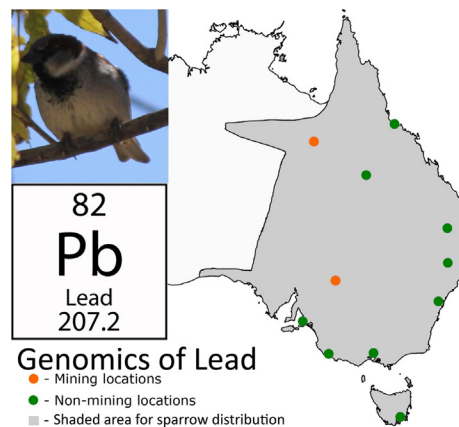 82
Pb
Lead
207.2
Genomics of Lead
- Mining locations
- Non-mining locations
- Shaded area for sparrow distribution